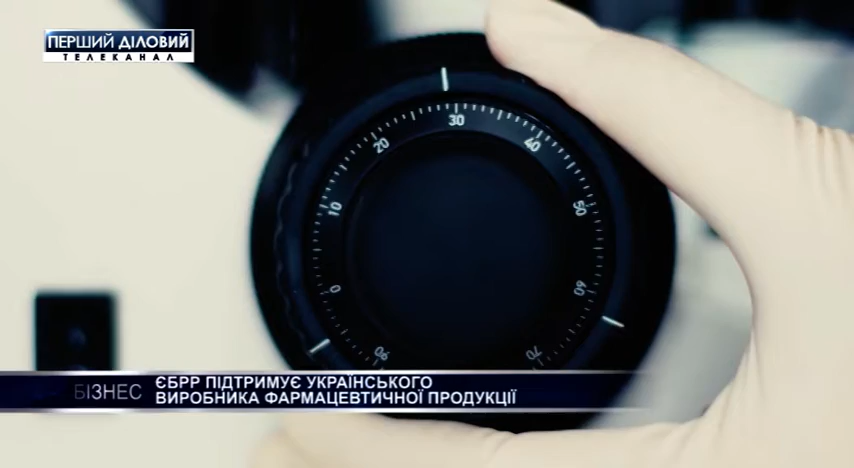 ПЕРШИЙ ДІЛОВИЙ
ТЕЛЕКАНАЛ
30
20
40
10
50
0
60
90
70
БІЗНЕС
ЄБРР ПІДТРИМУЄ УКРАЇНСЬКОГО
ВИРОБНИКА ФАРМАЦЕВТИЧНОЇ ПРОДУКЦІЇ